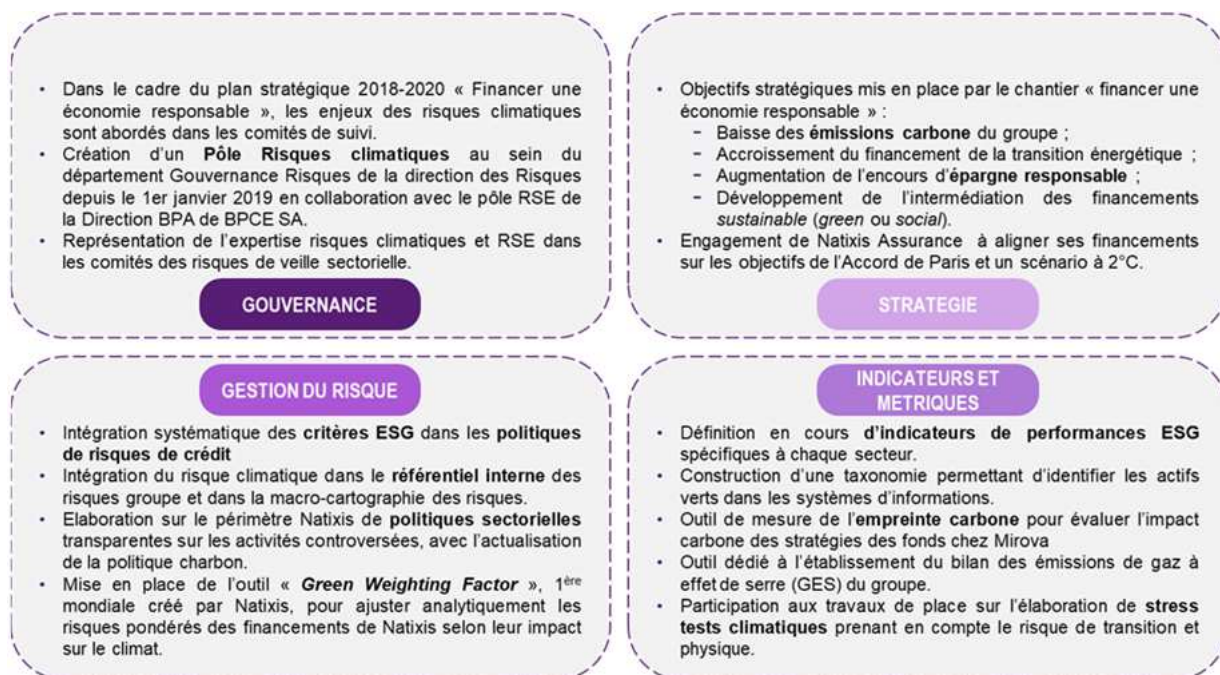 • Dans le cadre du plan stratégique 2018-2020 « Financer une
économie responsable », les enjeux des risques climatiques
sont abordés dans les comités de suivi.
• Création d'un Pôle Risques climatiques au sein du
département Gouvernance Risques de la direction des Risques
depuis le 1er janvier 2019 en collaboration avec le pôle RSE de
la Direction BPA de BPCE SA.
• Représentation de l'expertise risques climatiques et RSE dans
les comités des risques de veille sectorielle.
GOUVERNANCE
• Objectifs stratégiques mis en place par le chantier « financer une
économie responsable » :
− Baisse des émissions carbone du groupe ;
− Accroissement du financement de la transition énergétique ;
− Augmentation de l'encours d'épargne responsable ;
− Développement de l'intermédiation des financements
sustainable (green ou social).
• Engagement de Natixis Assurance à aligner ses financements
sur les objectifs de l'Accord de Paris et un scénario à 2°C.
STRATEGIE
GESTION DU RISQUE
• Intégration systématique des critères ESG dans les politiques
de risques de crédit
• Intégration du risque climatique dans le référentiel interne des
risques groupe et dans la macro-cartographie des risques.
• Elaboration sur le périmètre Natixis de politiques sectorielles
transparentes sur les activités controversées, avec l'actualisation
de la politique charbon.
• Mise en place de l'outil « Green Weighting Factor », 1ère
mondiale créé par Natixis, pour ajuster analytiquement les
risques pondérés des financements de Natixis selon leur impact
sur le climat.
INDICATEURS ET
METRIQUES
• Définition en cours d'indicateurs de performances ESG
spécifiques à chaque secteur.
• Construction d'une taxonomie permettant d'identifier les actifs
verts dans les systèmes d'informations.
• Outil de mesure de l'empreinte carbone pour évaluer l'impact
carbone des stratégies des fonds chez Mirova
• Outil dédié à l'établissement du bilan des émissions de gaz à
effet de serre (GES) du groupe.
• Participation aux travaux de place sur l'élaboration de stress
tests climatiques prenant en compte le risque de transition et
physique.